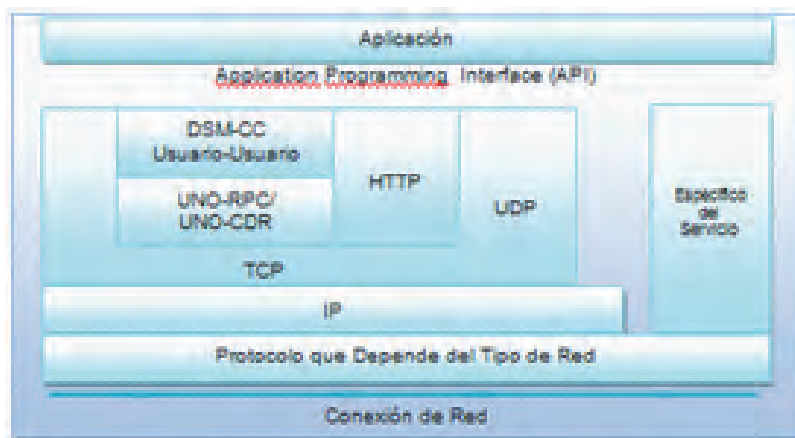 Aplicación
Application Programming Interface (API)
DSM-CC
Usuario-Usuario
UNO-RPC/
UNO-CDR
HTTP
UDP
Específico
del
Servicio
TCP
IP
Protocolo que Depende del Tipo de Red
Conexión de Red